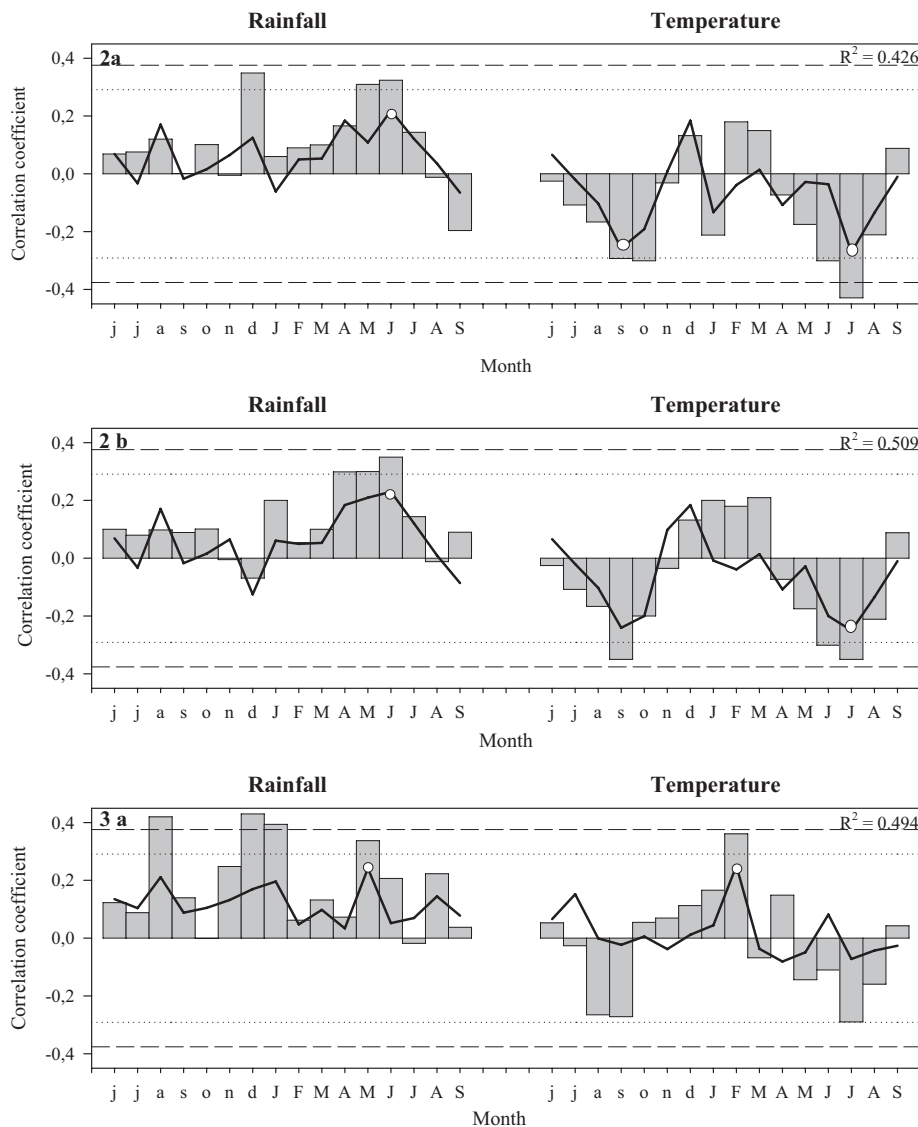 Rainfall Temperature
2a R² = 0.426
Correlation coefficient
0,4
0,2
0,0
-0,2
-0,4
j j a s o n d J F M A M J J A S j j a s o n d J F M A M J J A S
Month
Rainfall Temperature
2 b R² = 0.509
Correlation coefficient
0,4
0,2
0,0
-0,2
-0,4
j j a s o n d J F M A M J J A S j j a s o n d J F M A M J J A S
Month
Rainfall Temperature
3 a R² = 0.494
Correlation coefficient
0,4
0,2
0,0
-0,2
-0,4
j j a s o n d J F M A M J J A S j j a s o n d J F M A M J J A S
Month